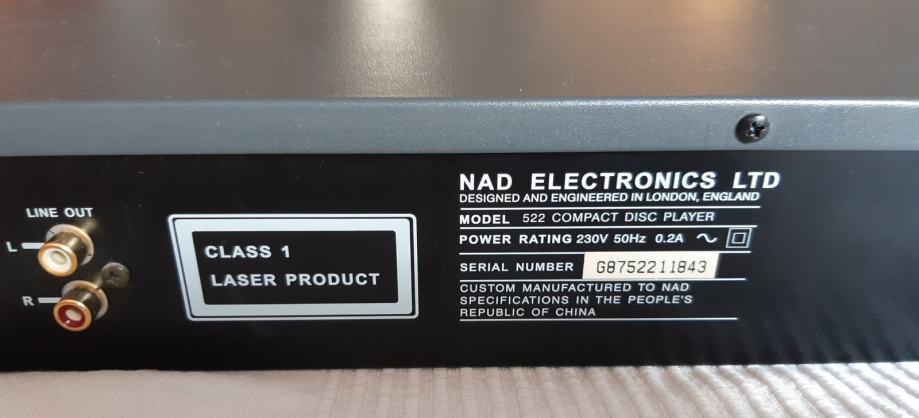 LINE OUT
L
R
CLASS 1
LASER PRODUCT
NAD ELECTRONICS LTD
DESIGNED AND ENGINEERED IN LONDON, ENGLAND
MODEL 522 COMPACT DISC PLAYER
POWER RATING 230V 50Hz 0.2A
SERIAL NUMBER G8752211843
CUSTOM MANUFACTURED TO NAD
SPECIFICATIONS IN THE PEOPLE'S
REPUBLIC OF CHINA